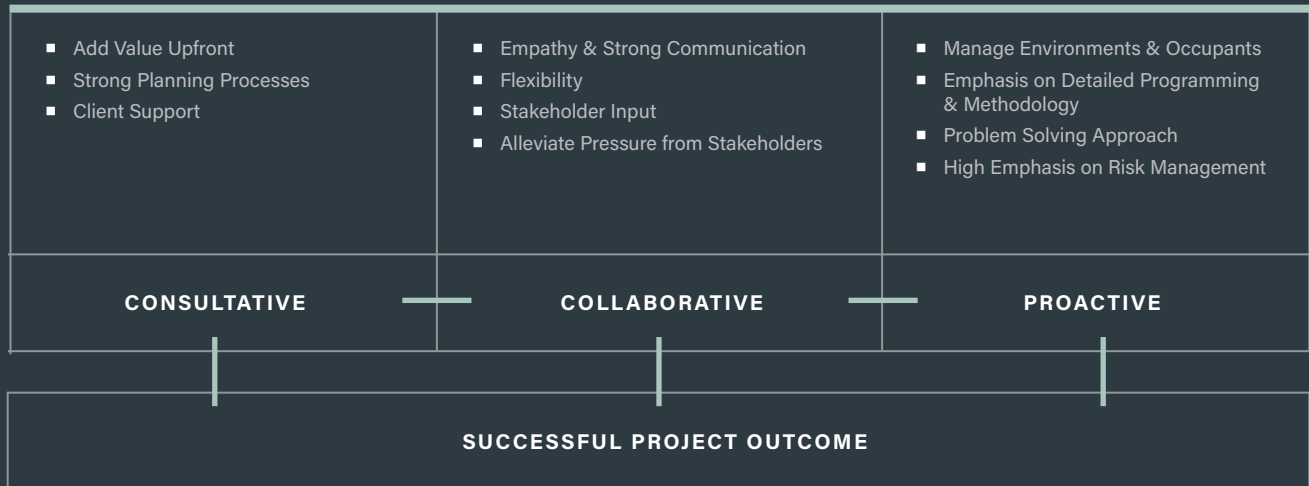 Add Value Upfront
Strong Planning Processes
Client Support
Empathy & Strong Communication
Flexibility
Stakeholder Input
Alleviate Pressure from Stakeholders
Manage Environments & Occupants
Emphasis on Detailed Programming
& Methodology
Problem Solving Approach
High Emphasis on Risk Management
CONSULTATIVE
COLLABORATIVE
PROACTIVE
SUCCESSFUL PROJECT OUTCOME